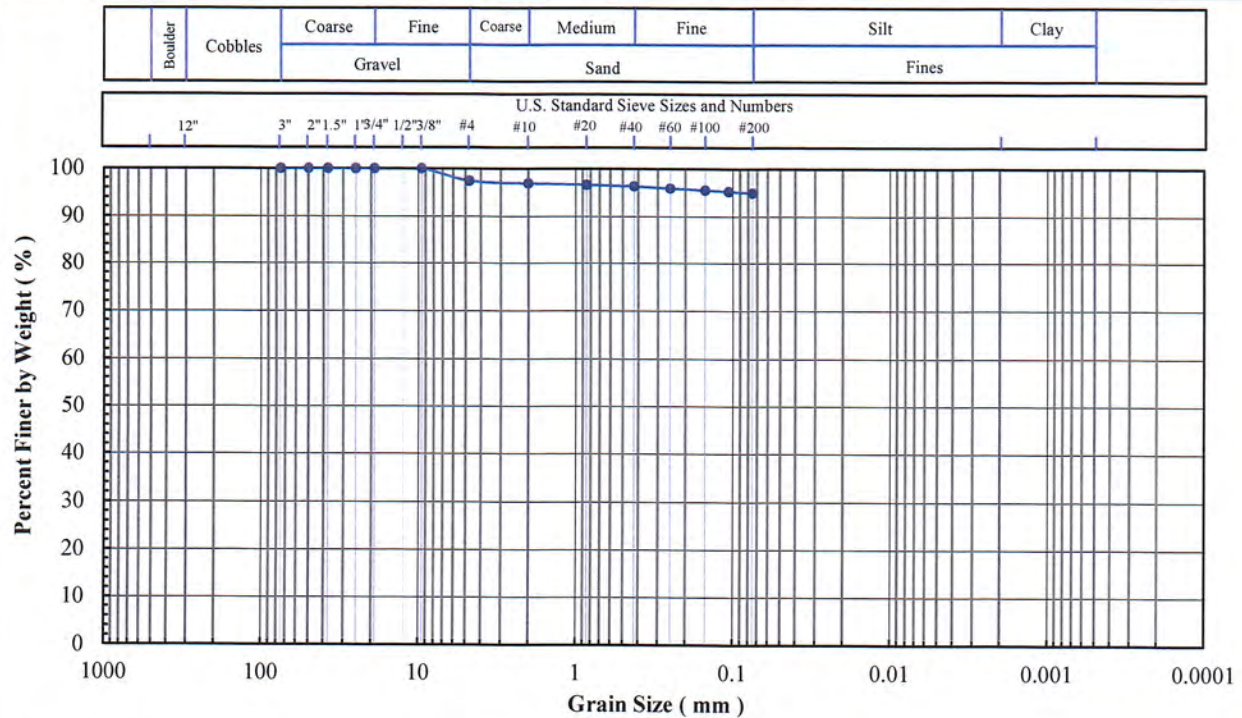 Boulder Cobbles Coarse Fine Coarse Medium Fine Silt Clay
Gravel Sand Fines
U.S. Standard Sieve Sizes and Numbers
12" 3" 2" 1.5" 1" 3/4" 1/2" 3/8" #4 #10 #20 #40 #60 #100 #200
Percent Finer by Weight ( % )
100
90
80
70
60
50
40
30
20
10
0
1000 100 10 1 0.1 0.01 0.001 0.0001
Grain Size ( mm )